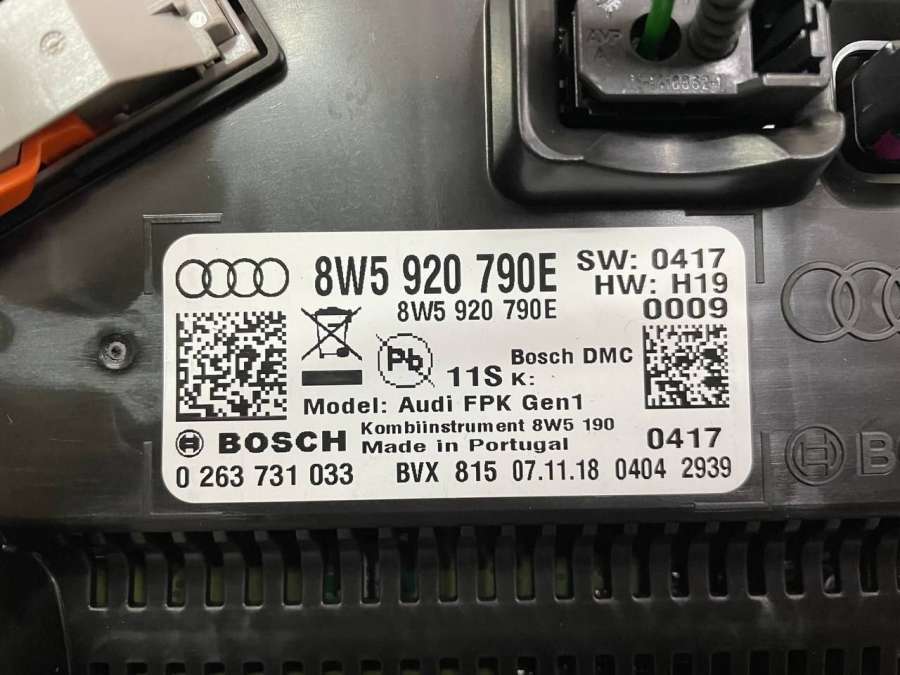 8W5 920 790E
SW: 0417
8W5 920 790E
HW: H19
0009
Pb
11S
Bosch DMC
K:
Model: Audi FPK Gen1
Kombiinstrument 8W5 190
BOSCH
Made in Portugal
0417
0 263 731 033
BVX 815 07.11.18 0404 2939
B